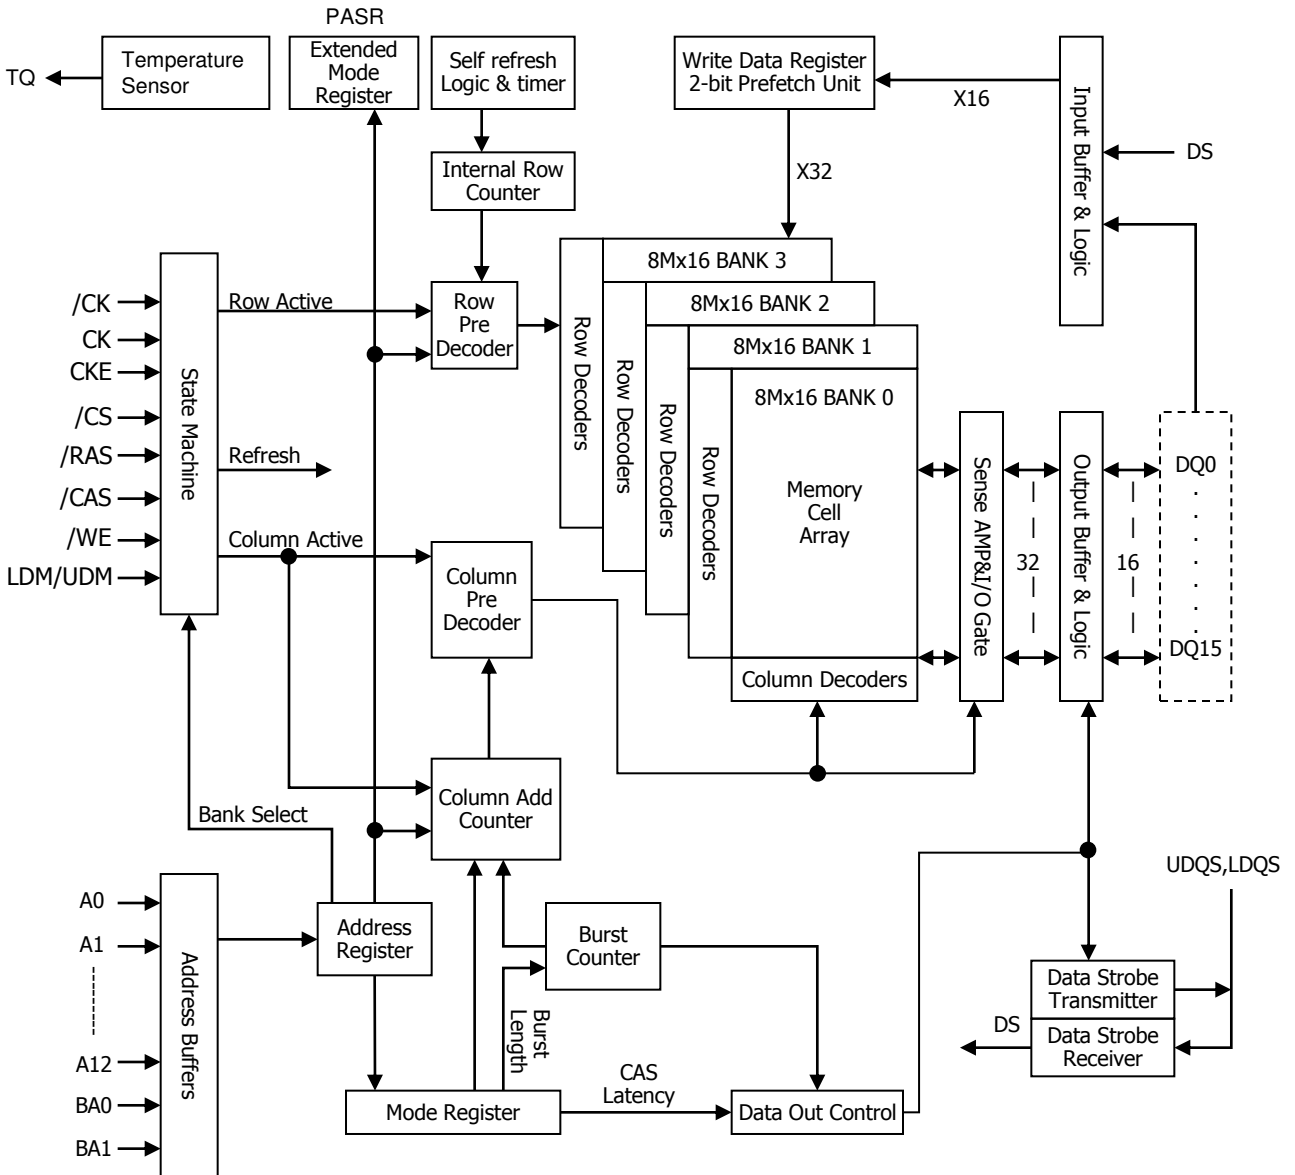 PASR
TQ
Temperature
Sensor
Extended
Mode
Register
Self refresh
Logic & timer
Write Data Register
2-bit Prefetch Unit
X16
Input Buffer & Logic
DS
Internal Row
Counter
X32
/CK
CK
CKE
/CS
/RAS
/CAS
/WE
LDM/UDM
State Machine
Row Active
Refresh
Column Active
Row
Pre
Decoder
Row Decoders
Row Decoders
Row Decoders
Row Decoders
8Mx16 BANK 3
8Mx16 BANK 2
8Mx16 BANK 1
8Mx16 BANK 0
Memory
Cell
Array
Column Decoders
Sense AMP&I/O Gate
32
Output Buffer & Logic
16
DQ0
DQ15
Column
Pre
Decoder
Column Add
Counter
Bank Select
A0
A1
A12
BA0
BA1
Address Buffers
Address
Register
Burst
Counter
Burst
Length
Mode Register
CAS
Latency
Data Out Control
UDQS,LDQS
Data Strobe
Transmitter
DS
Data Strobe
Receiver